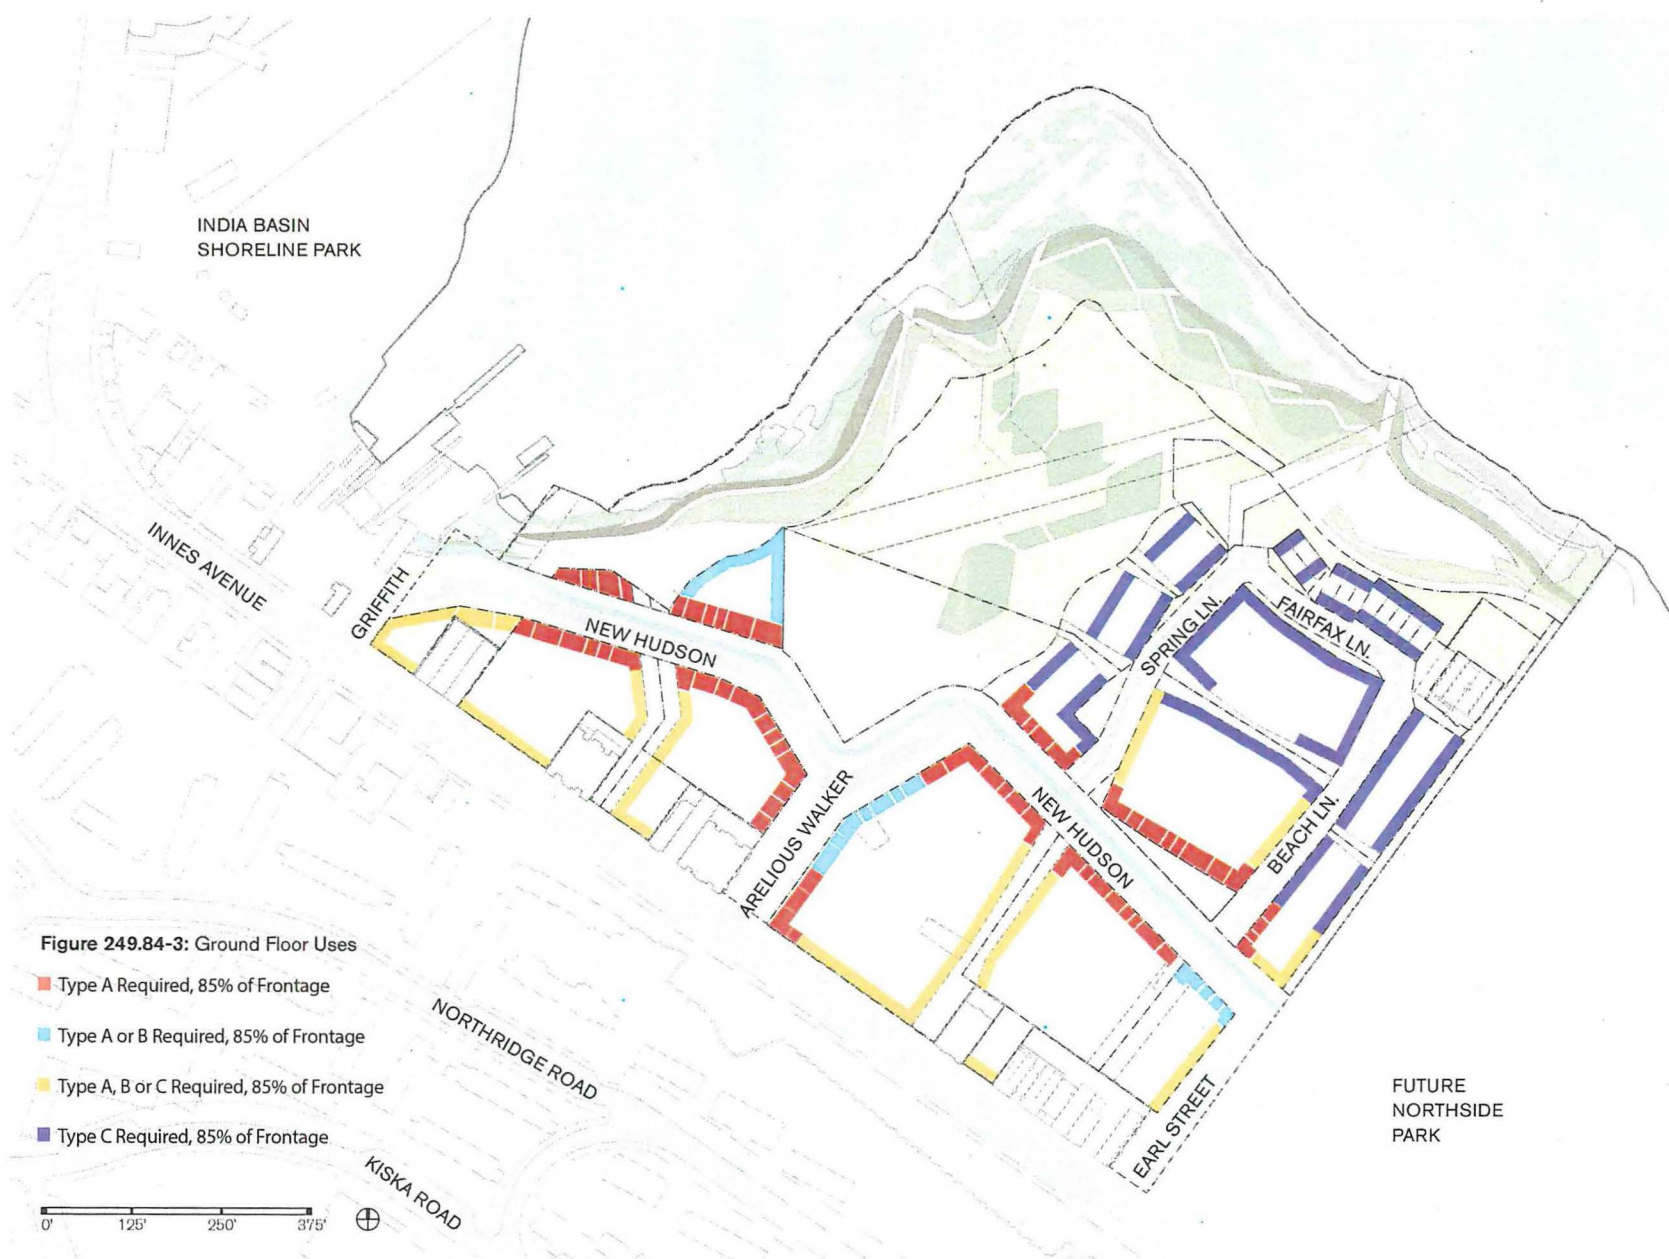 INDIA BASIN
SHORELINE PARK
INNES AVENUE
GRIFFITH
NEW HUDSON
SPRING LN.
FAIRFAX LN.
ARELIOUS WALKER
NEW HUDSON
BEACH LN.
Figure 249.84-3: Ground Floor Uses
Type A Required, 85% of Frontage
Type A or B Required, 85% of Frontage
Type A, B or C Required, 85% of Frontage
Type C Required, 85% of Frontage
NORTHRIDGE ROAD
KISKA ROAD
EARL STREET
FUTURE
NORTHSIDE
PARK
0' 125' 250' 375'